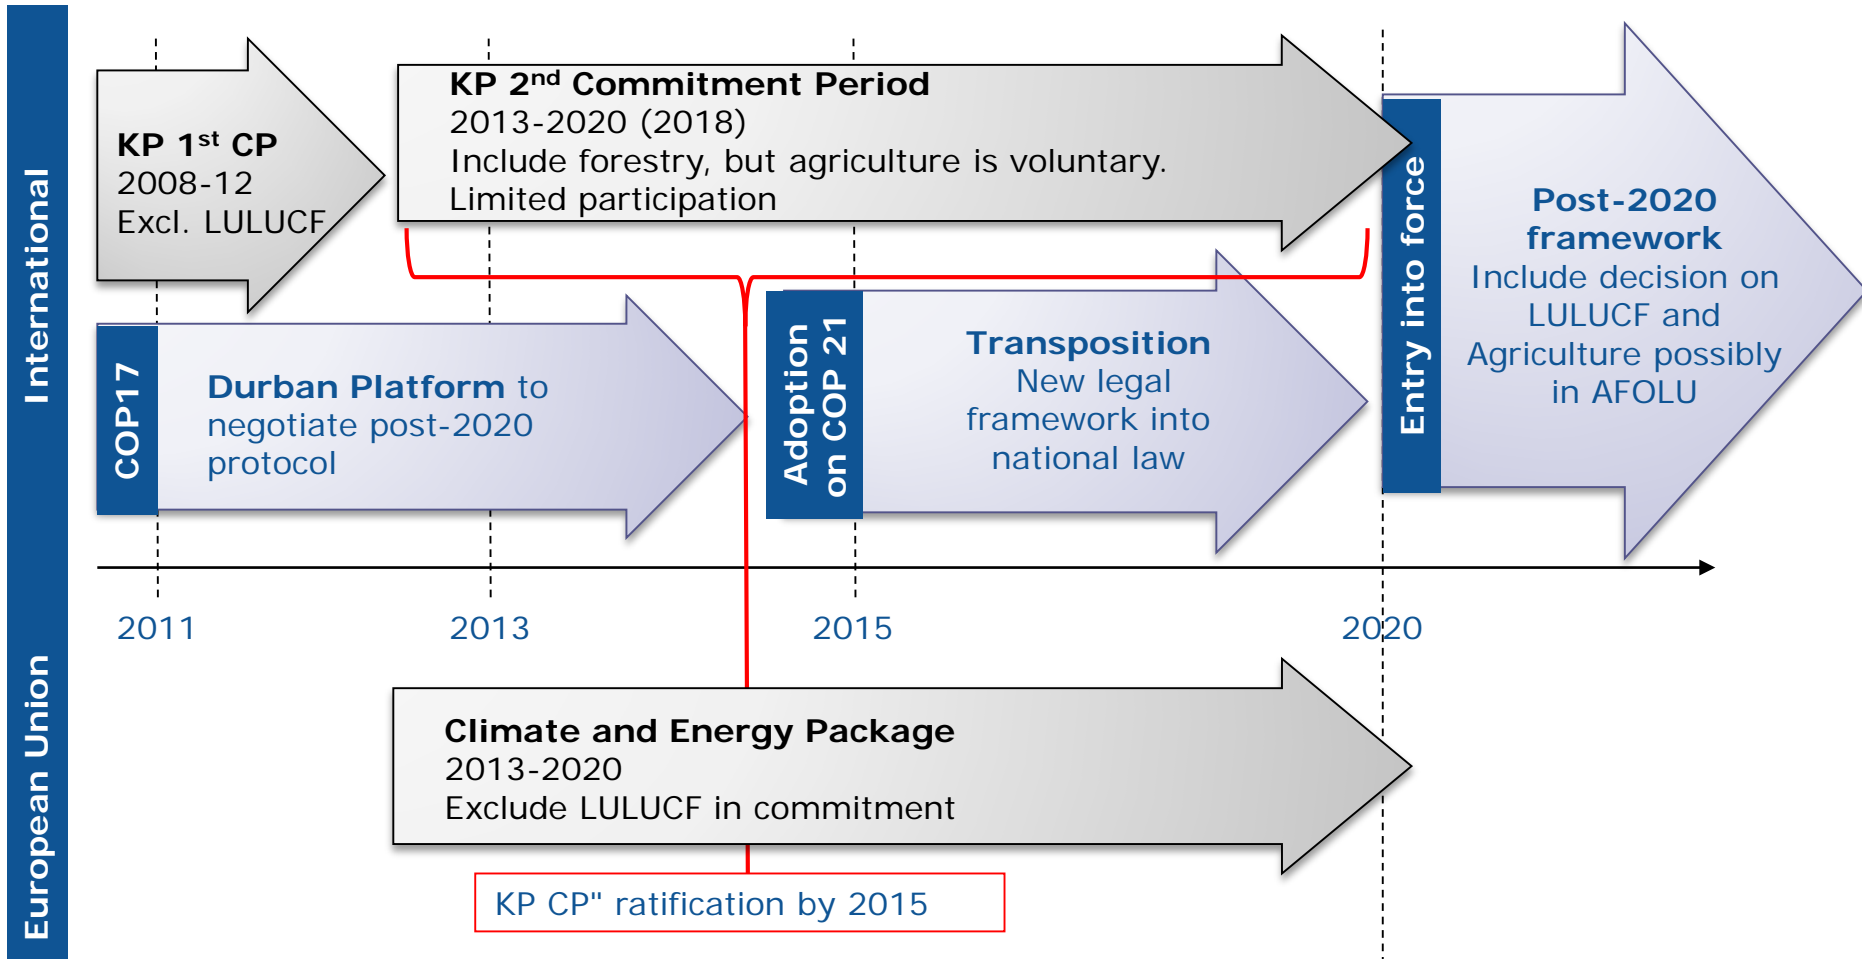 International
KP 1st CP
2008-12
Excl. LULUCF
KP 2nd Commitment Period
2013-2020 (2018)
Include forestry, but agriculture is voluntary.
Limited participation
COP17
Durban Platform to
negotiate post-2020
protocol
Adoption
on COP 21
Transposition
New legal
framework into
national law
Entry into force
Post-2020
framework
Include decision on
LULUCF and
Agriculture possibly
in AFOLU
2011
2013
2015
2020
European Union
Climate and Energy Package
2013-2020
Exclude LULUCF in commitment
KP CP" ratification by 2015